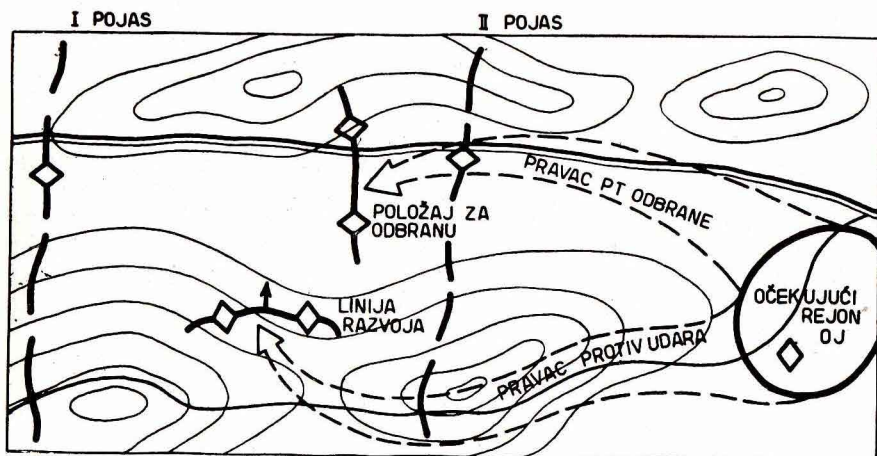 I POJAS
II POJAS
PRAVAC PT ODBRANE
POLOŽAJ ZA
ODBRANU
LINIJA
RAZVOJA
OČEKUJUĆI
REJON
OJ
PRAVAC PROTIV UDARA